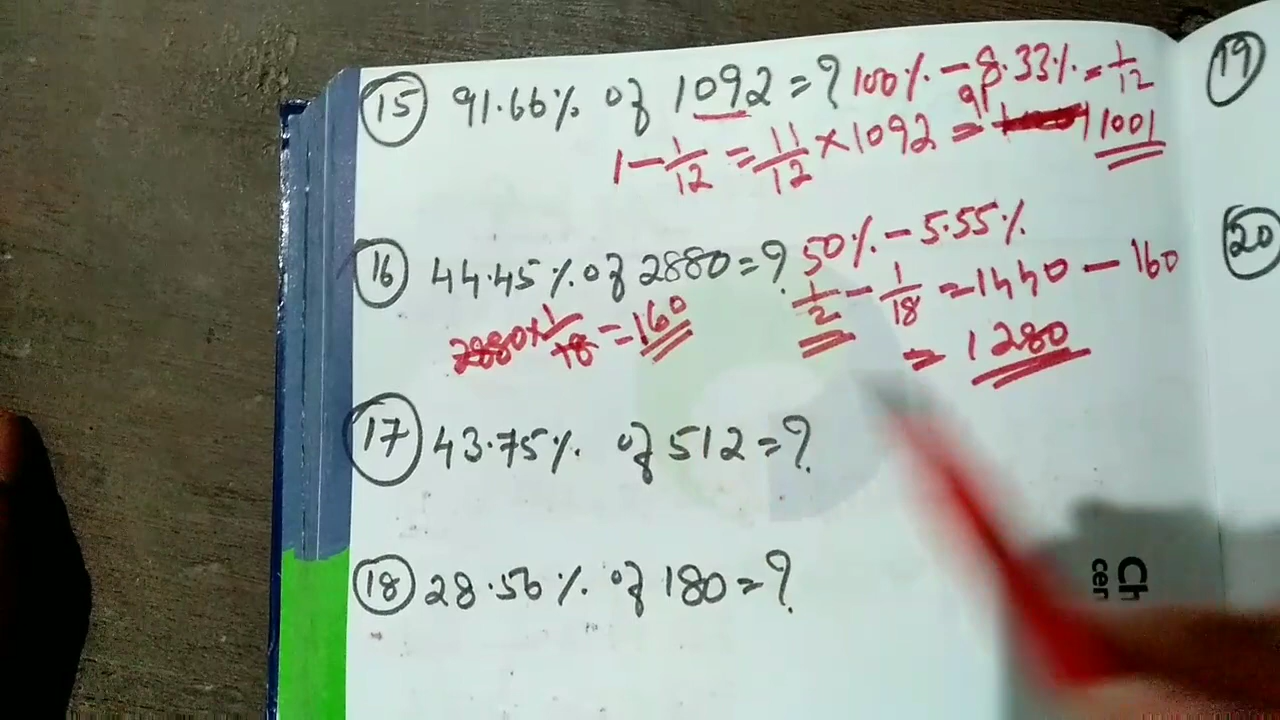 15 91.66% of 1092 = ? 100% - 8.33% = 1/12
1 - 1/12 = 11/12 × 1092 = 1001
91
16 44.45% of 2880 = ? 50% - 5.55%
1/2 - 1/18 = 1440 - 160
2880 × 1/18 = 160
= 1280
17 43.75% of 512 = ?
18 28.56% of 180 = ?
19
20
Ch
cer